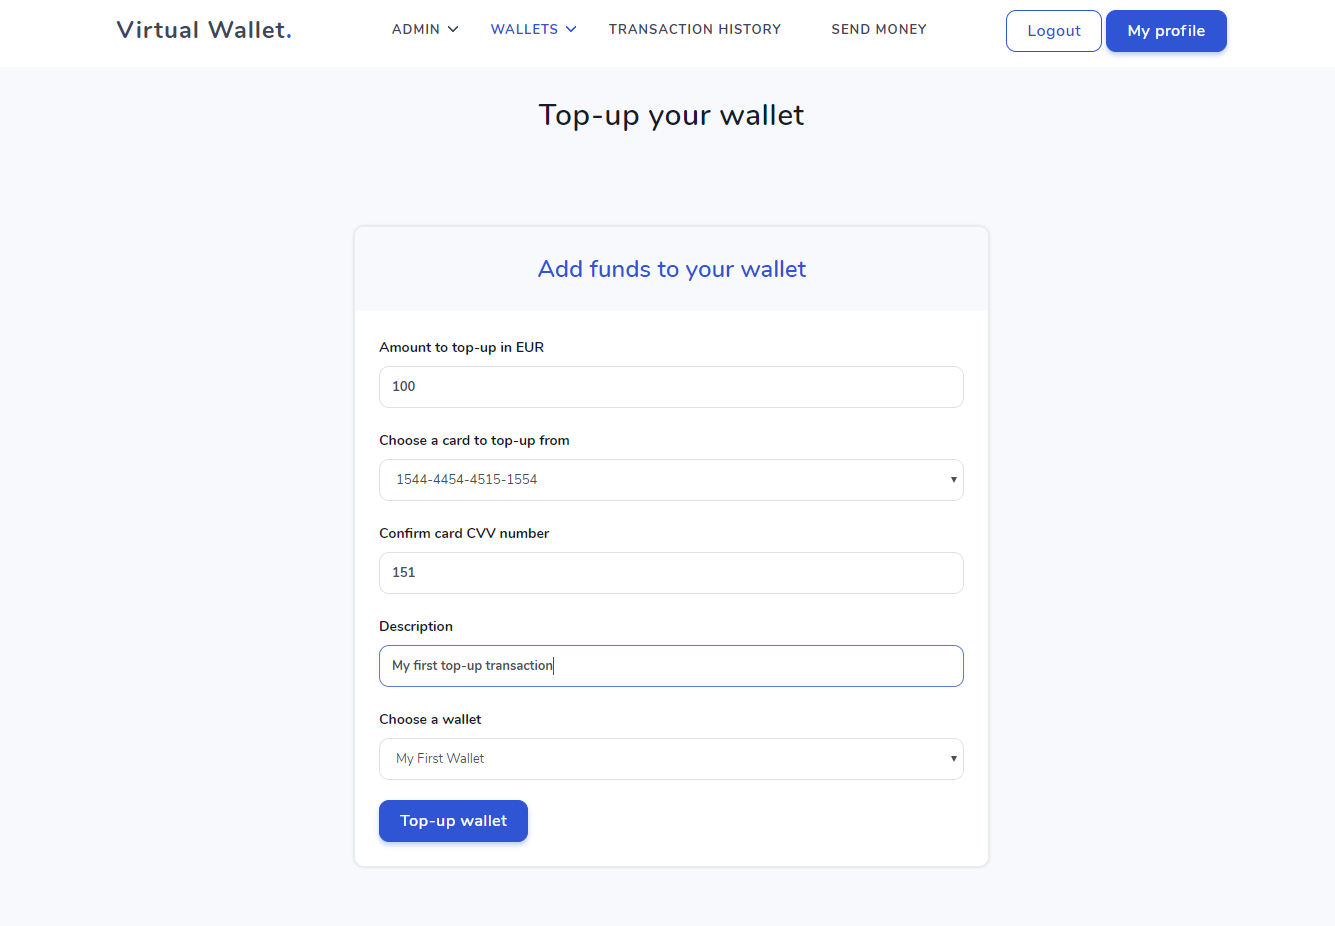 Virtual Wallet.
ADMIN
WALLETS
TRANSACTION HISTORY
SEND MONEY
Logout
My profile
Top-up your wallet
Add funds to your wallet
Amount to top-up in EUR
100
Choose a card to top-up from
1544-4454-4515-1554
Confirm card CVV number
151
Description
My first top-up transaction
Choose a wallet
My First Wallet
Top-up wallet